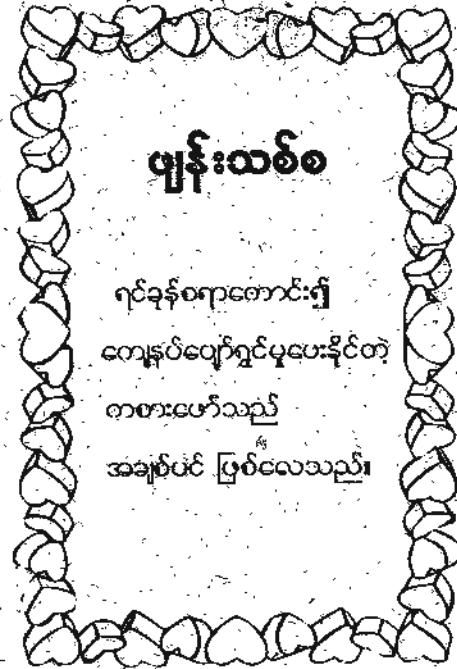 ဖျန်းသစ်စ
ရင်ခုန်စရာကောင်း၍
ကျေနပ်ပျော်ရွှင်မှုပေးနိုင်တဲ့
ကစားဖော်သည်
အချစ်ပင် ဖြစ်လေသည်။